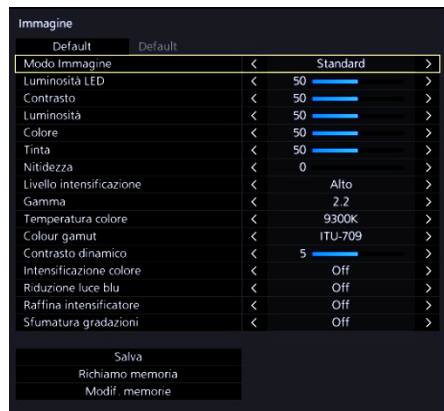 Immagine
Default Default
Modo Immagine < Standard >
Luminosità LED < 50 >
Contrasto < 50 >
Luminosità < 50 >
Colore < 50 >
Tinta < 50 >
Nitidezza < 0 >
Livello intensificazione < Alto >
Gamma < 2.2 >
Temperatura colore < 9300K >
Colour gamut < ITU-709 >
Contrasto dinamico < 5 >
Intensificazione colore < Off >
Riduzione luce blu < Off >
Raffina intensificatore < Off >
Sfumatura gradazioni < Off >
Salva
Richiamo memoria
Modif. memorie